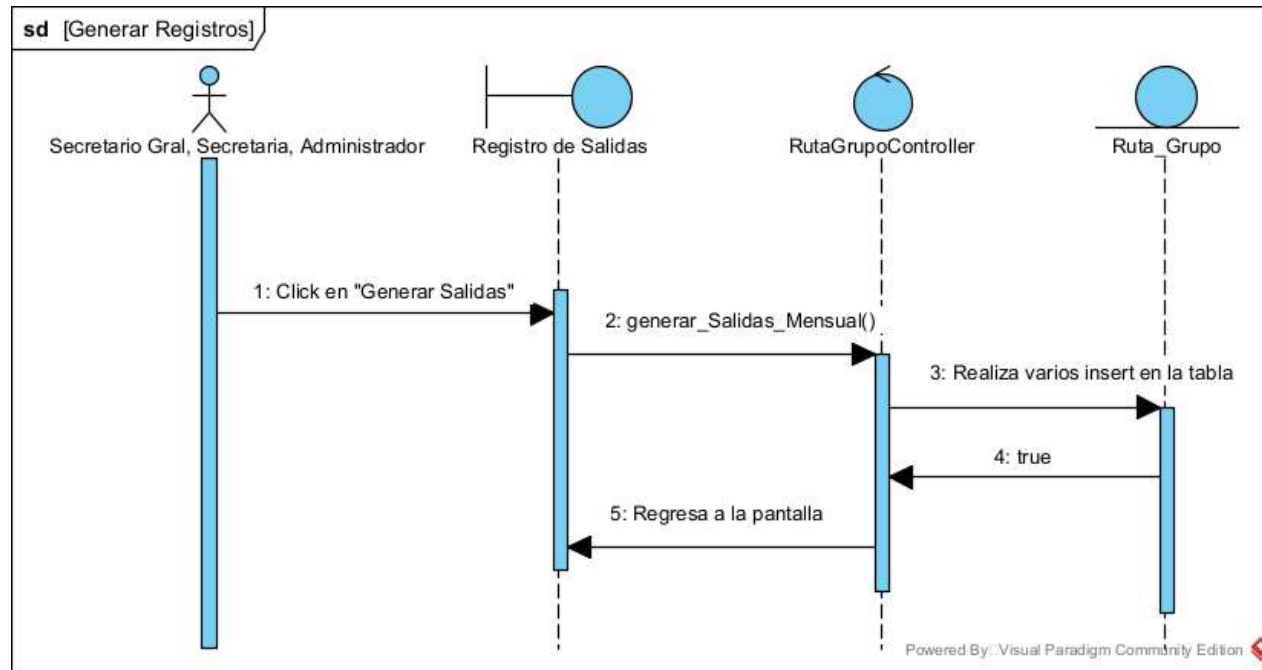 sd [Generar Registros]
Secretario Gral, Secretaria, Administrador
Registro de Salidas
RutaGrupoController
Ruta_Grupo
1: Click en "Generar Salidas"
2: generar_Salidas_Mensual()
3: Realiza varios insert en la tabla
4: true
5: Regresa a la pantalla
Powered By Visual Paradigm Community Edition